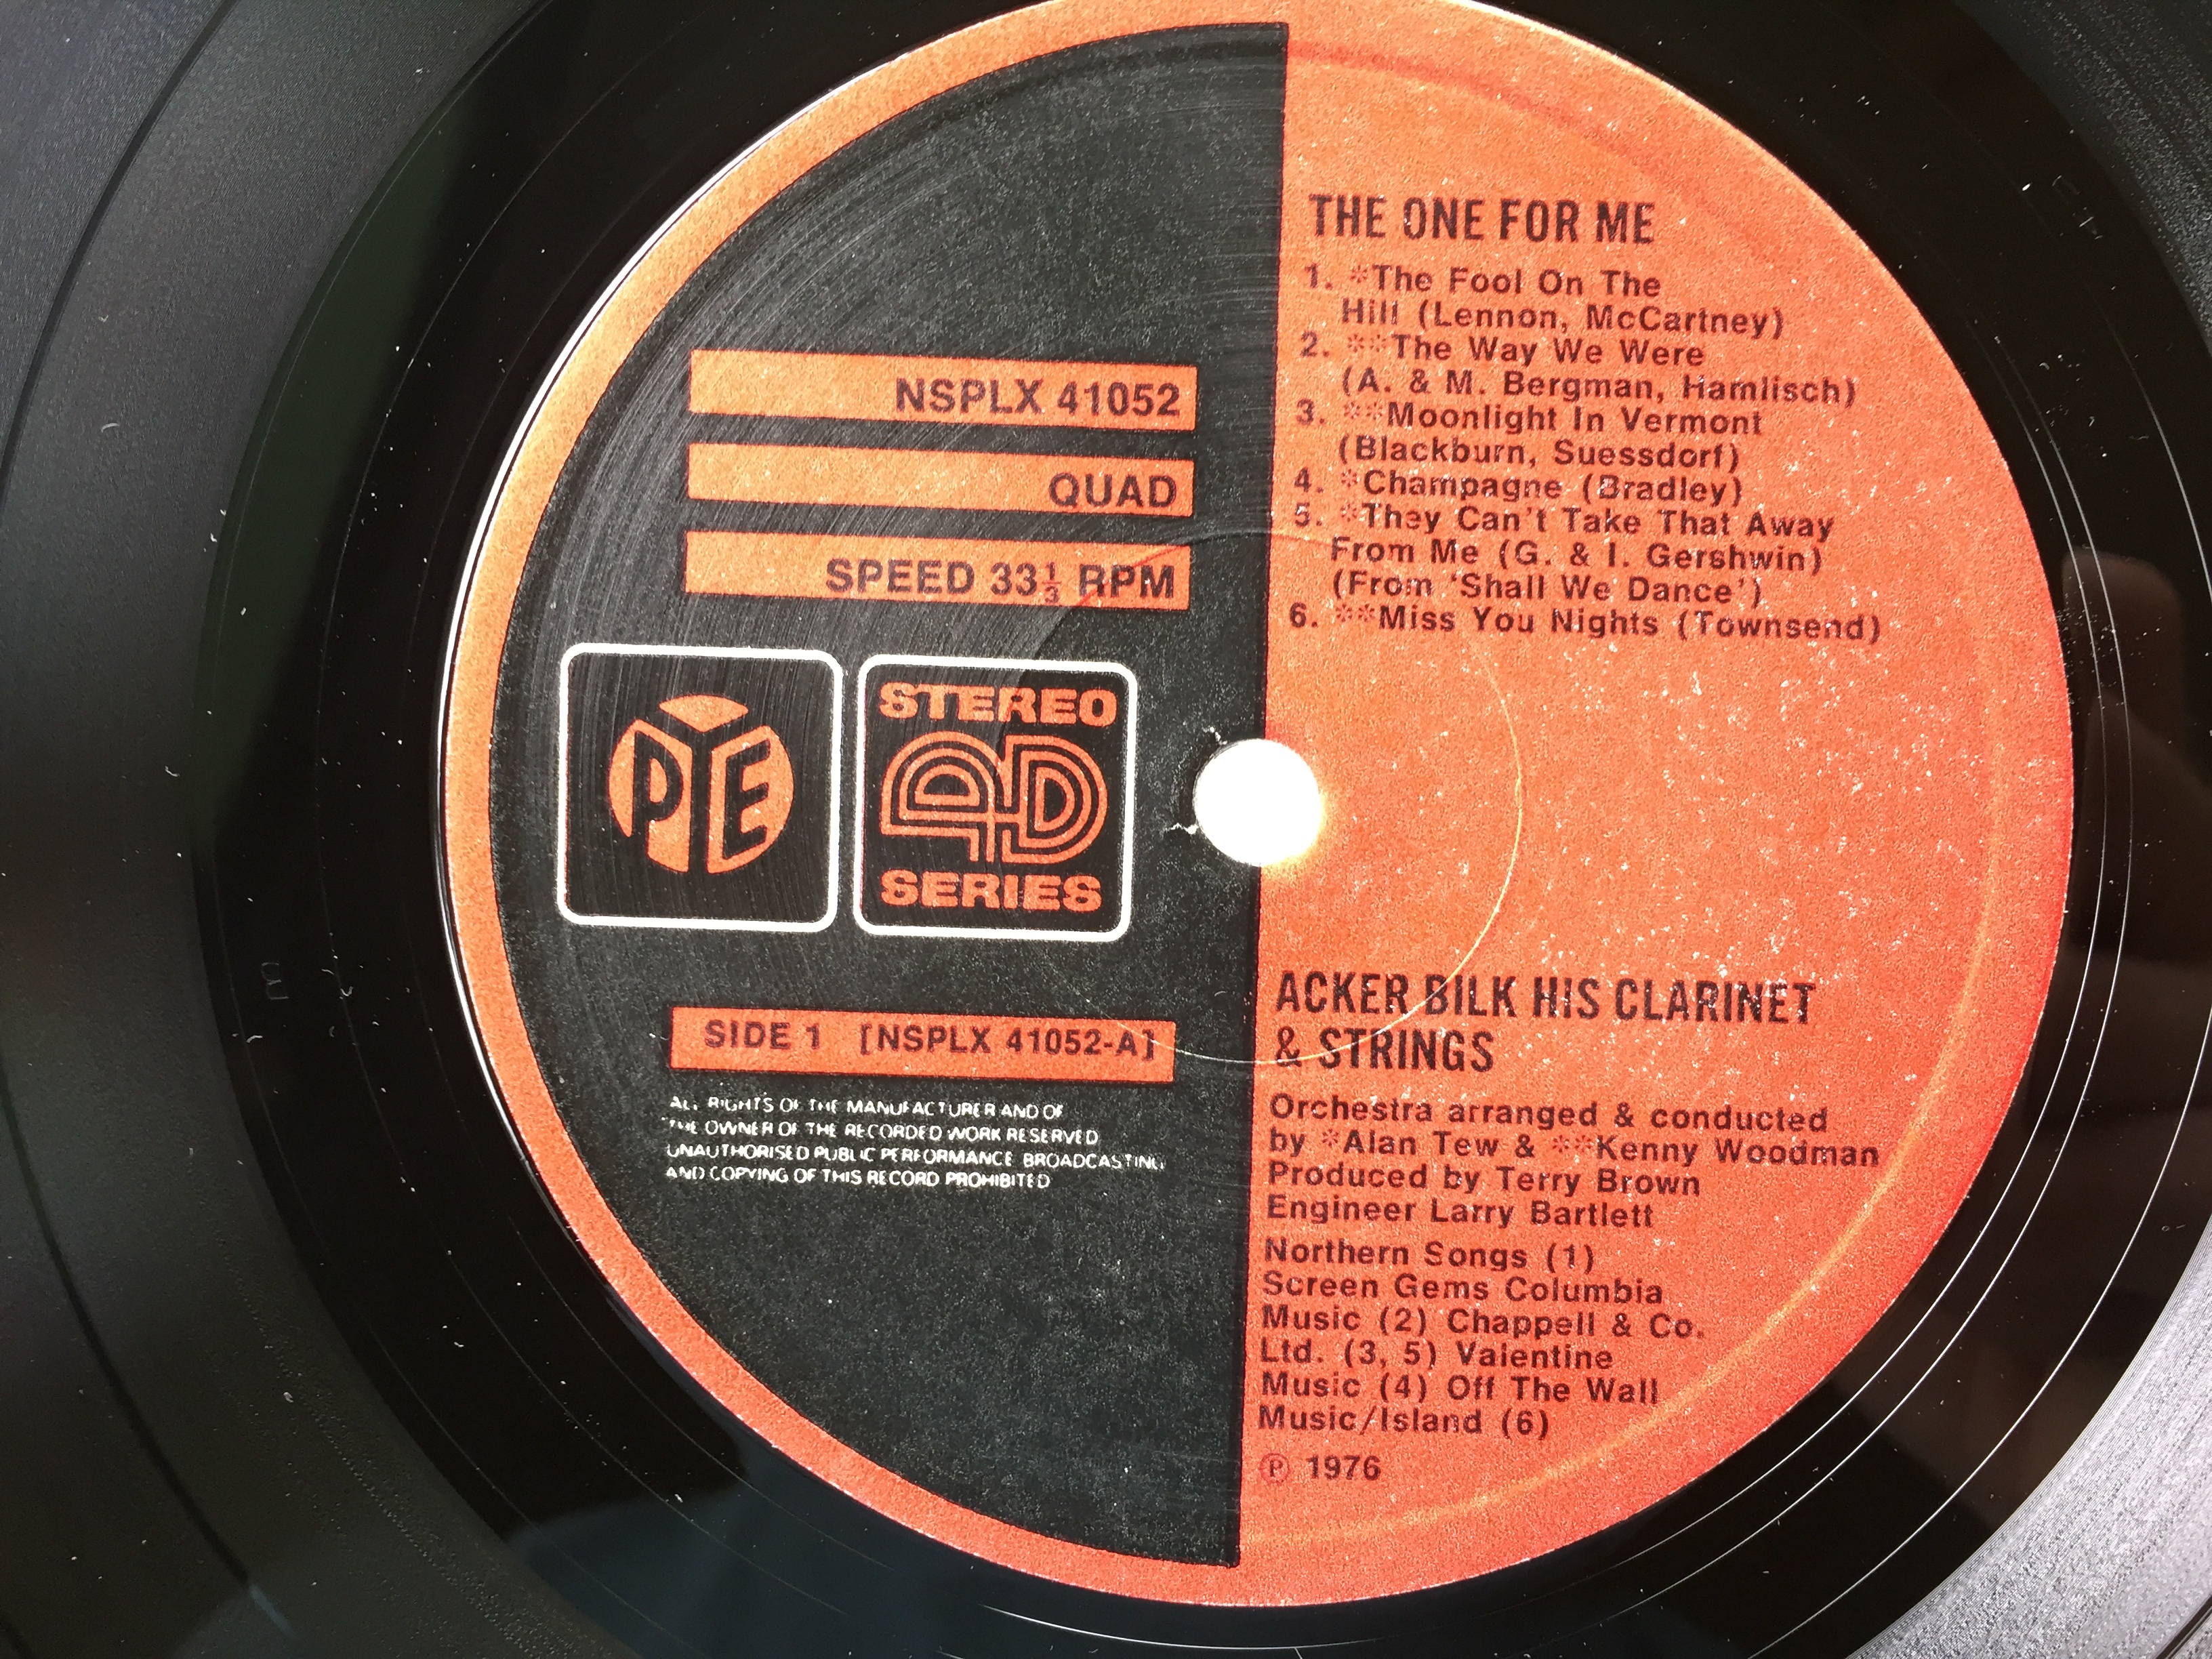 NSPLX 41052
QUAD
SPEED 33 1/3 RPM
PYE
STEREO
4D
SERIES
SIDE 1 [NSPLX 41052-A]
ALL RIGHTS OF THE MANUFACTURER AND OF
THE OWNER OF THE RECORDED WORK RESERVED
UNAUTHORISED PUBLIC PERFORMANCE BROADCASTING
AND COPYING OF THIS RECORD PROHIBITED
THE ONE FOR ME
1. *The Fool On The
Hill (Lennon, McCartney)
2. **The Way We Were
(A. & M. Bergman, Hamlisch)
3. **Moonlight In Vermont
(Blackburn, Suessdorf)
4. *Champagne (Bradley)
5. *They Can't Take That Away
From Me (G. & I. Gershwin)
(From 'Shall We Dance')
6. **Miss You Nights (Townsend)
ACKER BILK HIS CLARINET
& STRINGS
Orchestra arranged & conducted
by *Alan Tew & **Kenny Woodman
Produced by Terry Brown
Engineer Larry Bartlett
Northern Songs (1)
Screen Gems Columbia
Music (2) Chappell & Co.
Ltd. (3, 5) Valentine
Music (4) Off The Wall
Music/Island (6)
℗ 1976